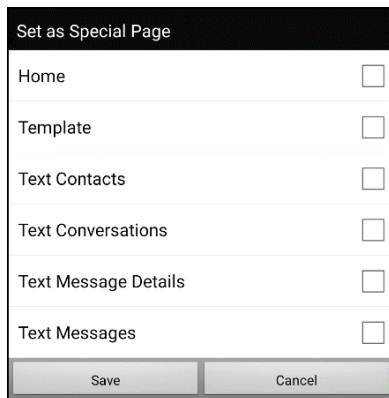 Set as Special Page
Home
Template
Text Contacts
Text Conversations
Text Message Details
Text Messages
Save Cancel